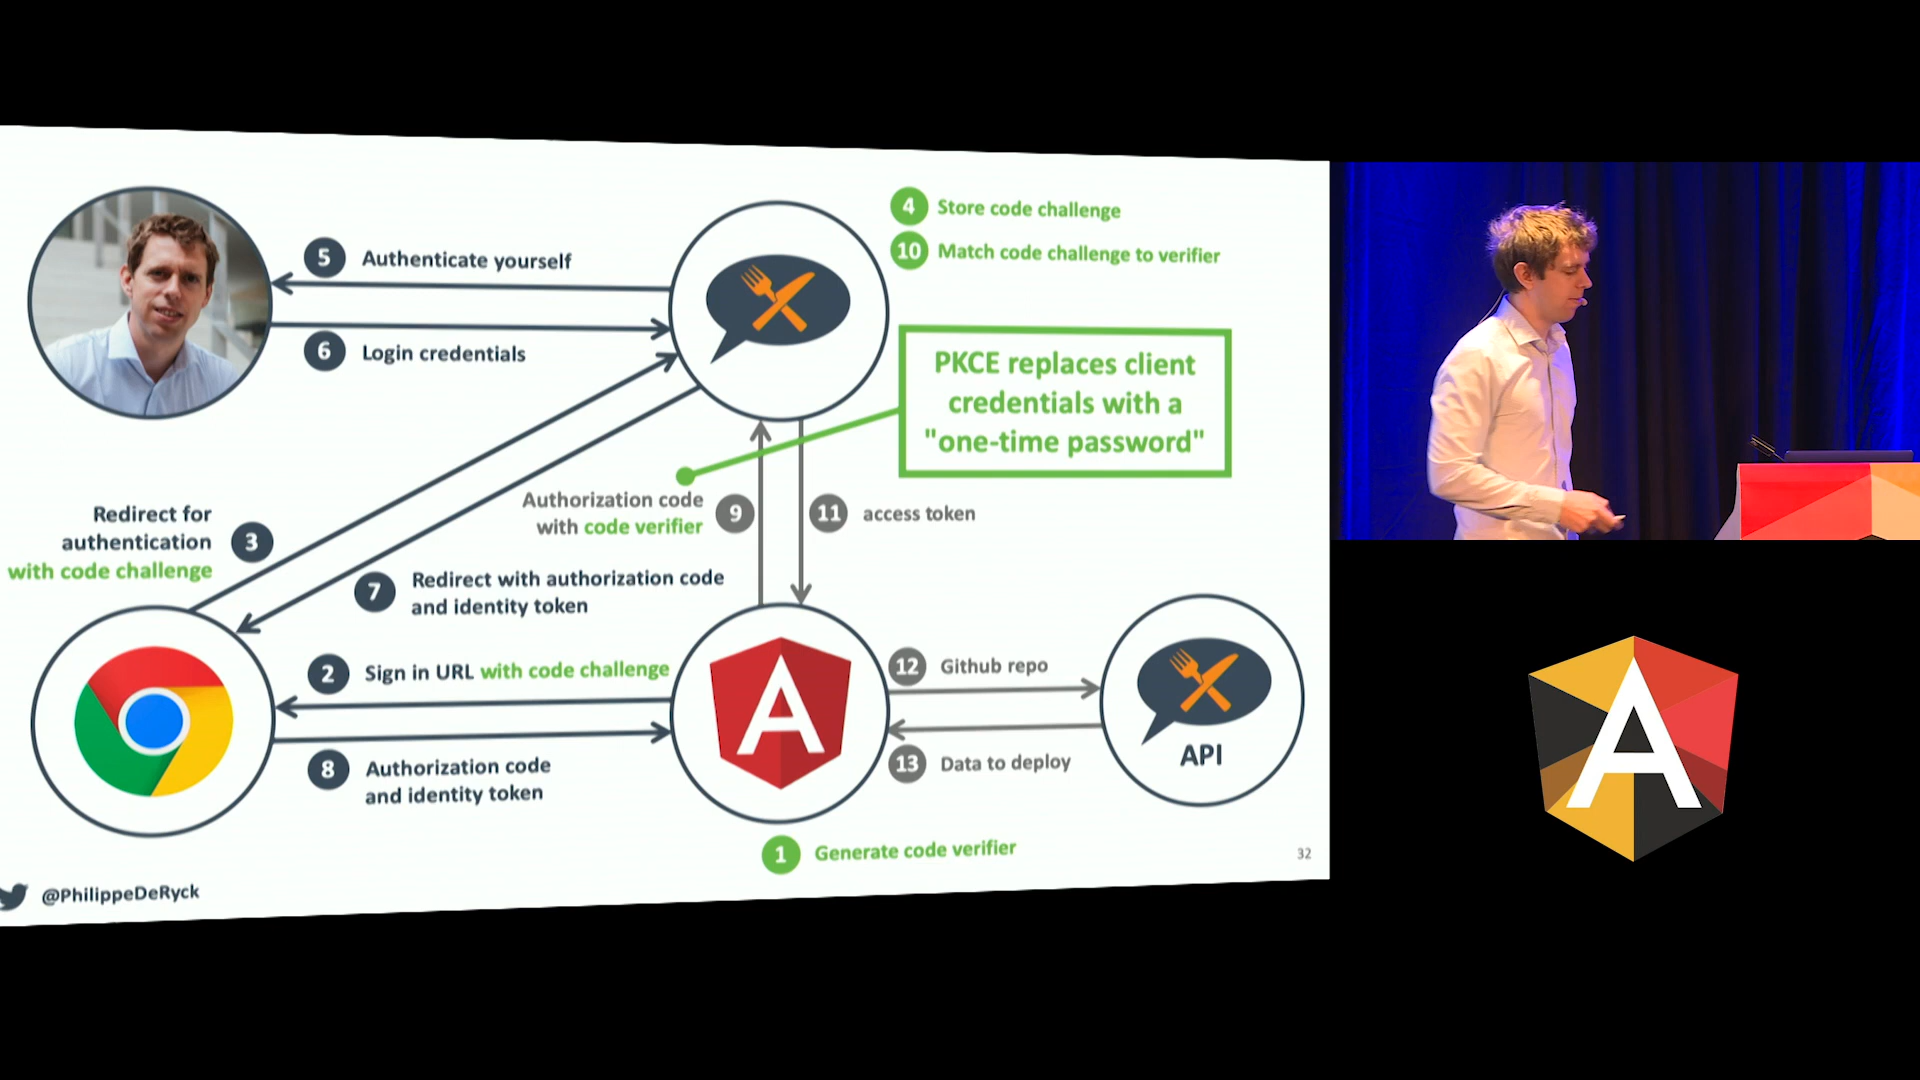 4 Store code challenge
10 Match code challenge to verifier
5 Authenticate yourself
6 Login credentials
PKCE replaces client
credentials with a
"one-time password"
Redirect for
authentication
with code challenge
3
Authorization code
with code verifier
9
11 access token
7 Redirect with authorization code
and identity token
2 Sign in URL with code challenge
8 Authorization code
and identity token
A
12 Github repo
13 Data to deploy
API
1 Generate code verifier
32
@PhilippeDeRyck
A